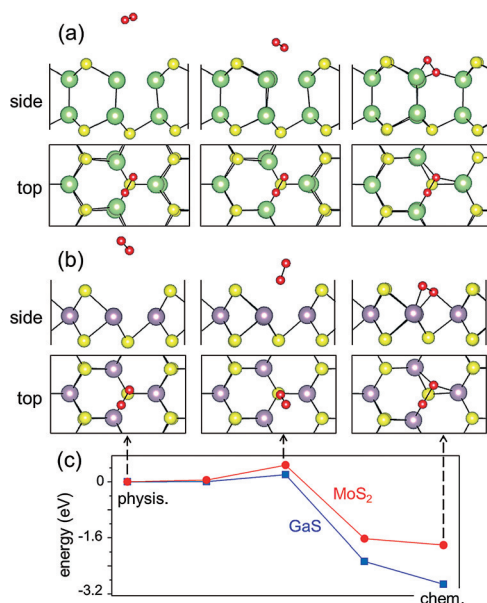 (a)
side
top
(b)
side
top
(c)
energy (eV)
0
-1.6
-3.2
physis.
MoS₂
GaS
chem.